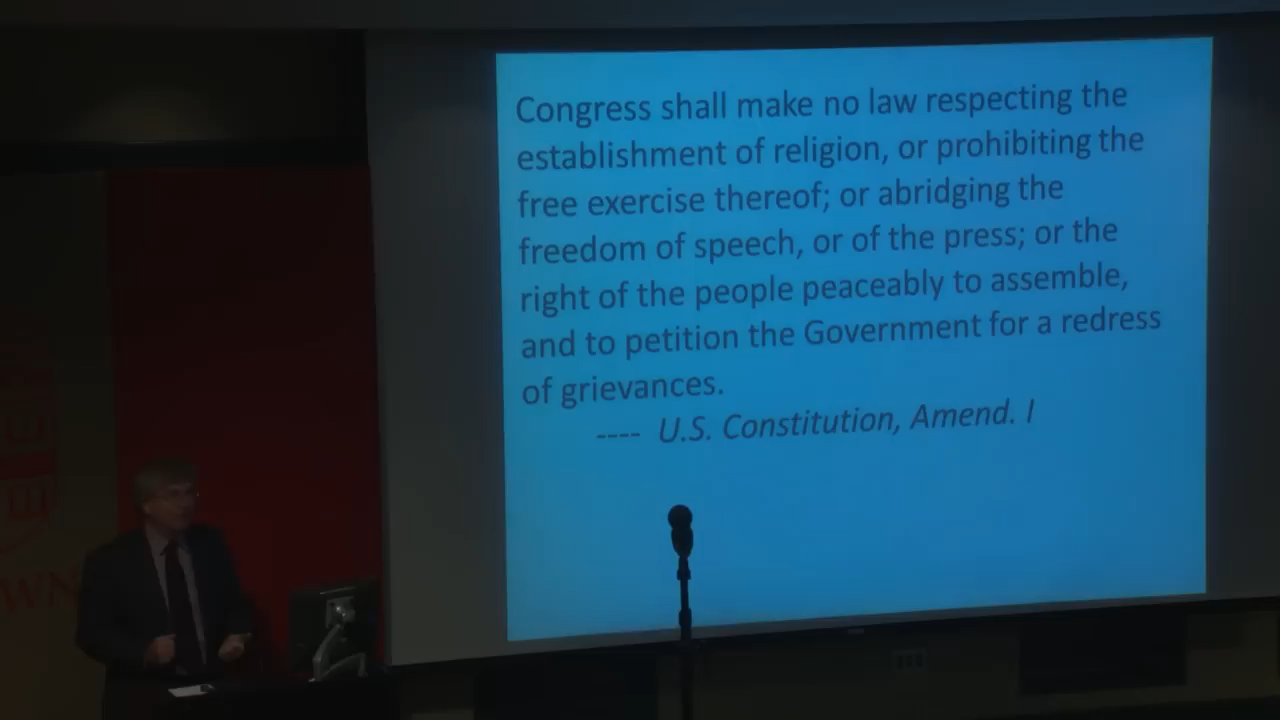 Congress shall make no law respecting the
establishment of religion, or prohibiting the
free exercise thereof; or abridging the
freedom of speech, or of the press; or the
right of the people peaceably to assemble,
and to petition the Government for a redress
of grievances.
---- U.S. Constitution, Amend. I
WN